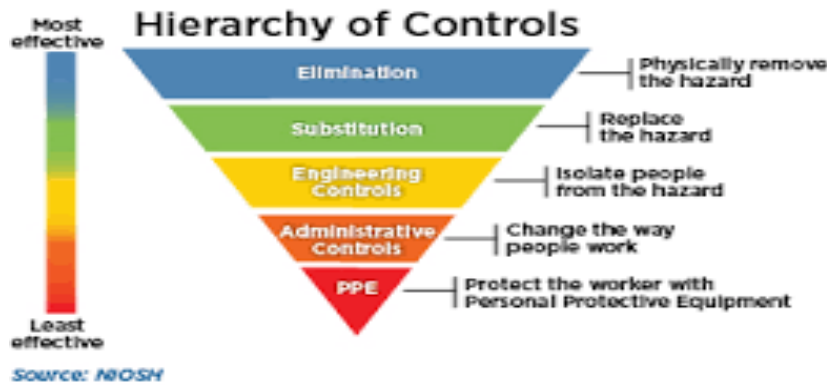 Hierarchy of Controls
Most
effective
Elimination
Physically remove
the hazard
Substitution
Replace
the hazard
Engineering
Controls
Isolate people
from the hazard
Administrative
Controls
Change the way
people work
PPE
Protect the worker with
Personal Protective Equipment
Least
effective
Source: NIOSH